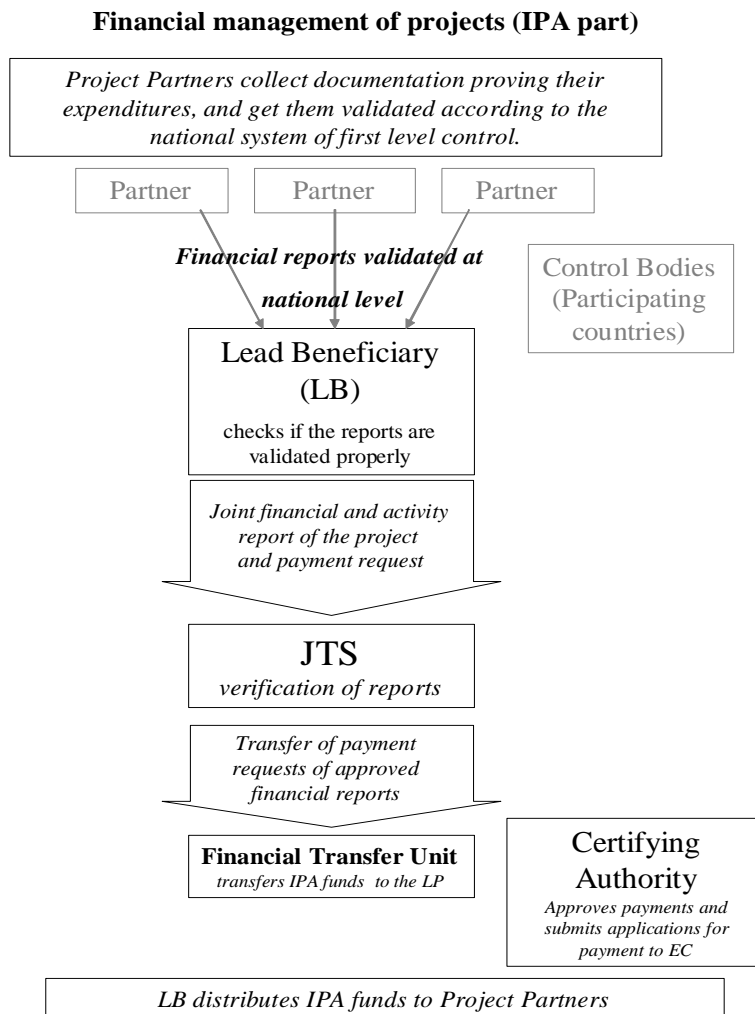 Financial management of projects (IPA part)
Project Partners collect documentation proving their
expenditures, and get them validated according to the
national system of first level control.
Partner
Partner
Partner
Financial reports validated at
national level
Control Bodies
(Participating
countries)
Lead Beneficiary
(LB)
checks if the reports are
validated properly
Joint financial and activity
report of the project
and payment request
JTS
verification of reports
Transfer of payment
requests of approved
financial reports
Financial Transfer Unit
transfers IPA funds to the LP
Certifying
Authority
Approves payments and
submits applications for
payment to EC
LB distributes IPA funds to Project Partners